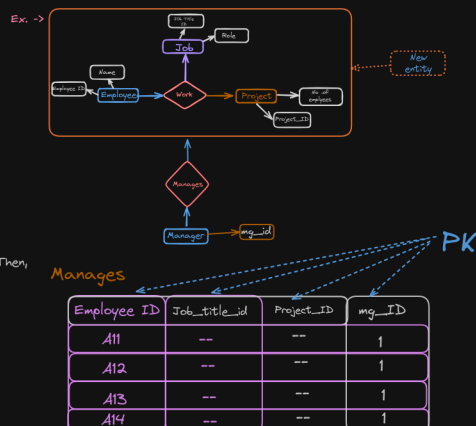 Ex. ->
Job title
ID
Job
Role
Name
Employee ID
Employee
Work
Project
No of
employees
Project_ID
New
entity
Manages
Manager
mg_id
PK
Then,
Manages
Employee ID Job_title_id Project_ID mg_ID
A11 -- -- 1
A12 -- -- 1
A13 -- -- 1
A14 -- -- 1